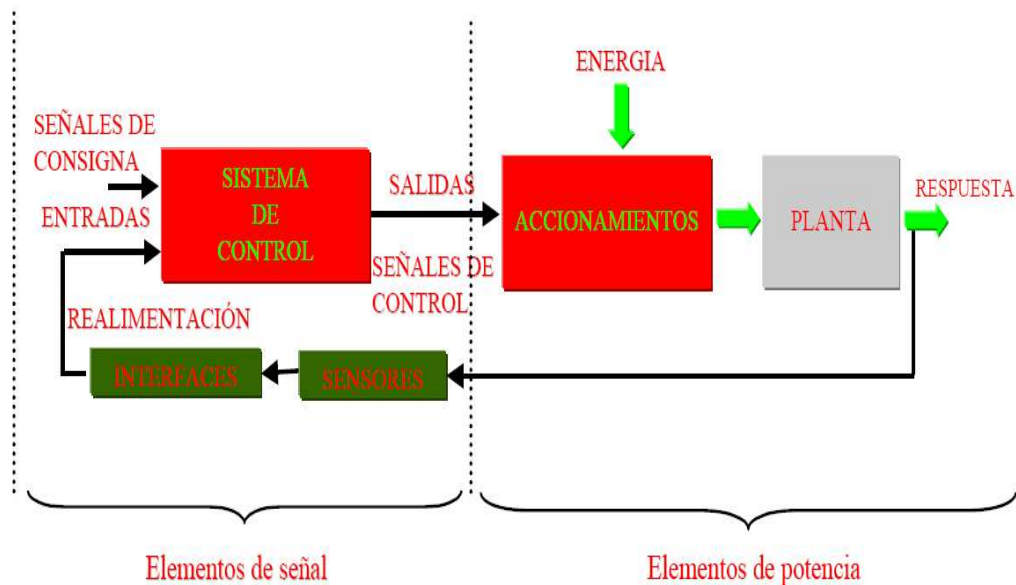 ENERGIA
SEÑALES DE
CONSIGNA
ENTRADAS
SISTEMA
DE
CONTROL
SALIDAS
SEÑALES DE
CONTROL
ACCIONAMIENTOS
PLANTA
RESPUESTA
REALIMENTACIÓN
INTERFACES
SENSORES
Elementos de señal
Elementos de potencia